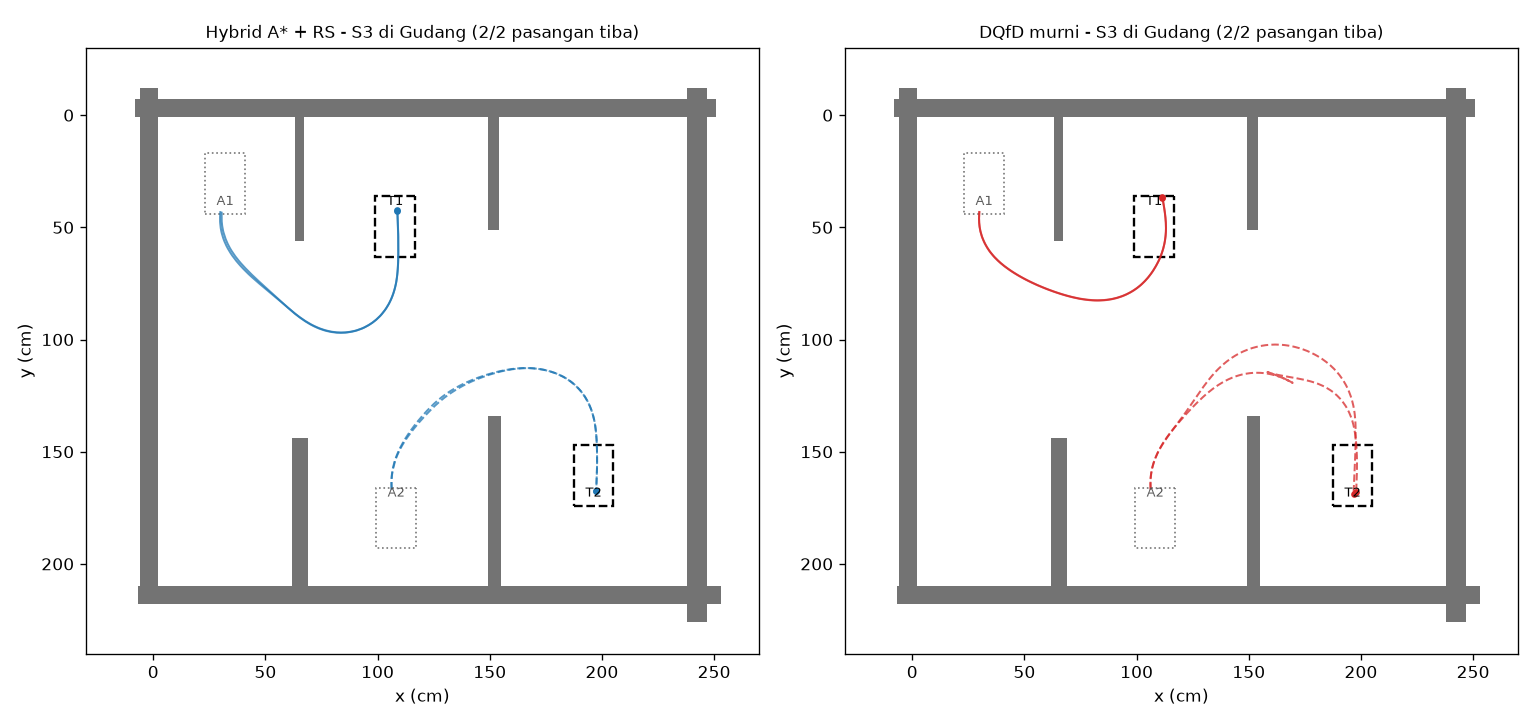 Hybrid A* + RS - S3 di Gudang (2/2 pasangan tiba)
0
50
100
150
200
y (cm)
A1
T1
A2
T2
0
50
100
150
200
250
x (cm)
DQfD murni - S3 di Gudang (2/2 pasangan tiba)
0
50
100
150
200
y (cm)
A1
T1
A2
T2
0
50
100
150
200
250
x (cm)